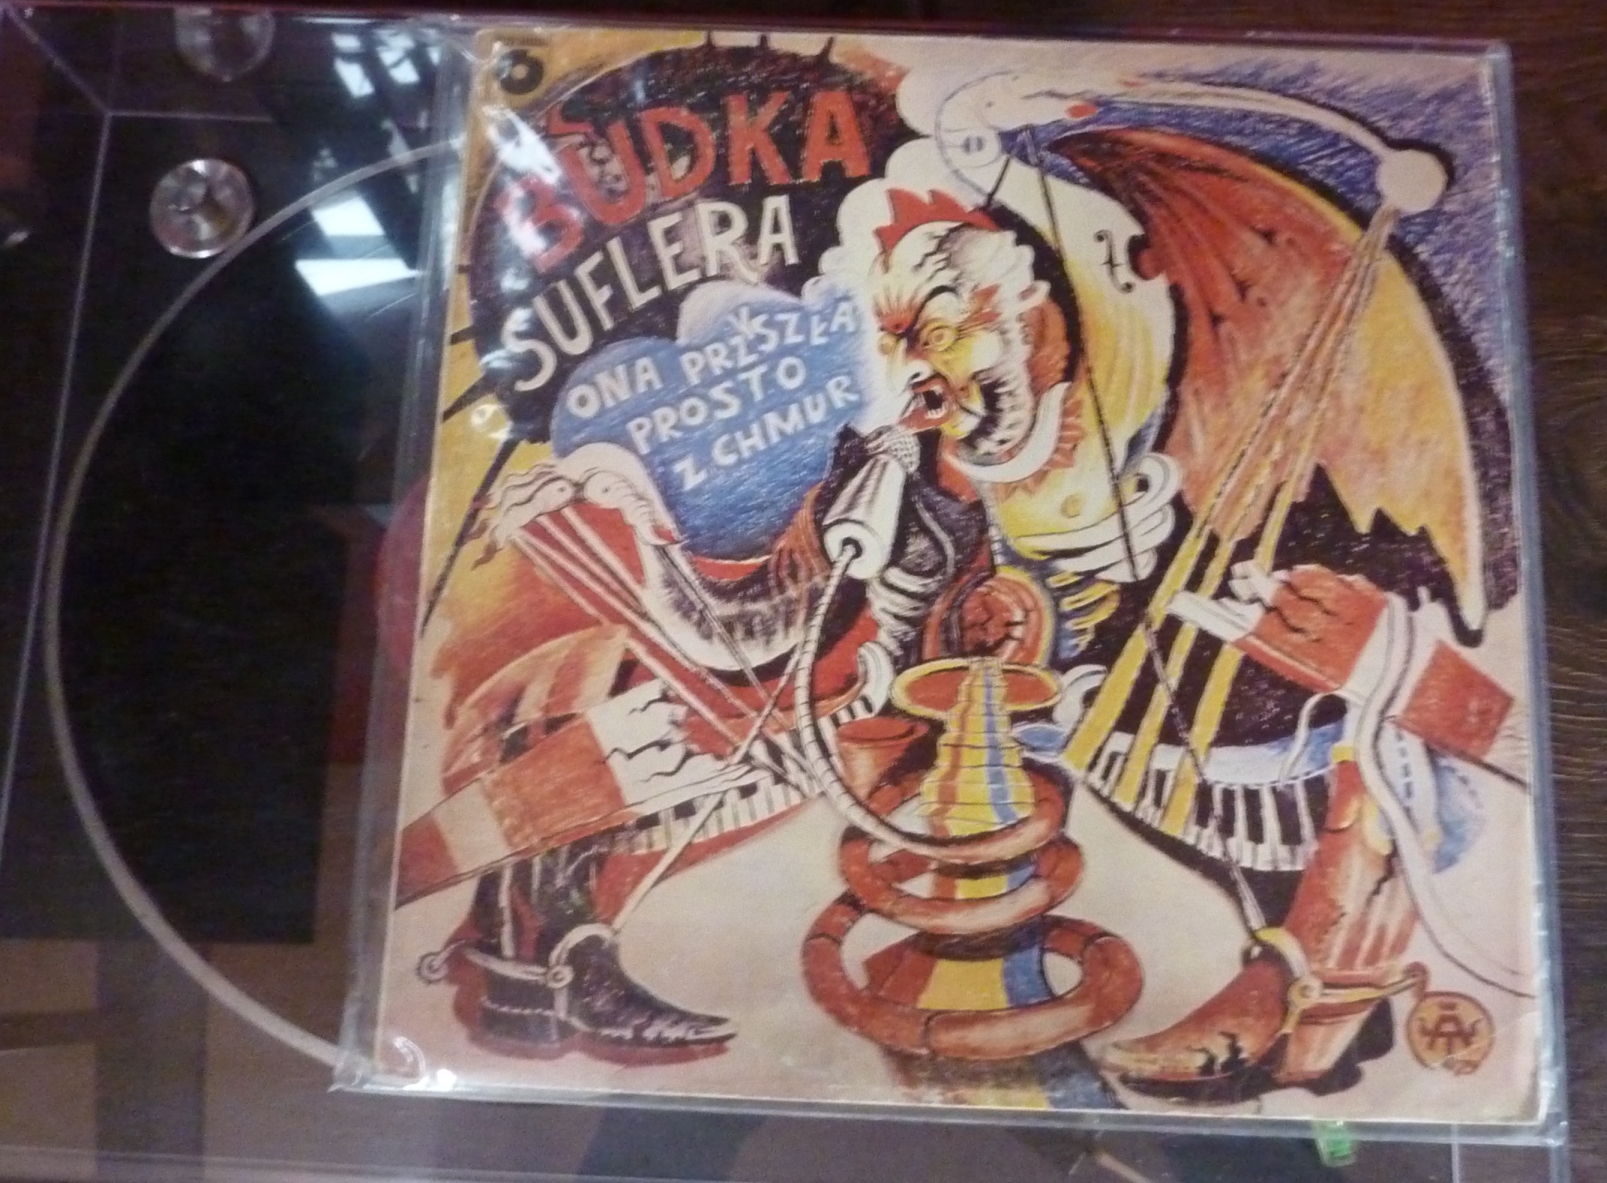 BUDKA
SUFLERA
ONA PRZYSZŁA
PROSTO
Z CHMUR